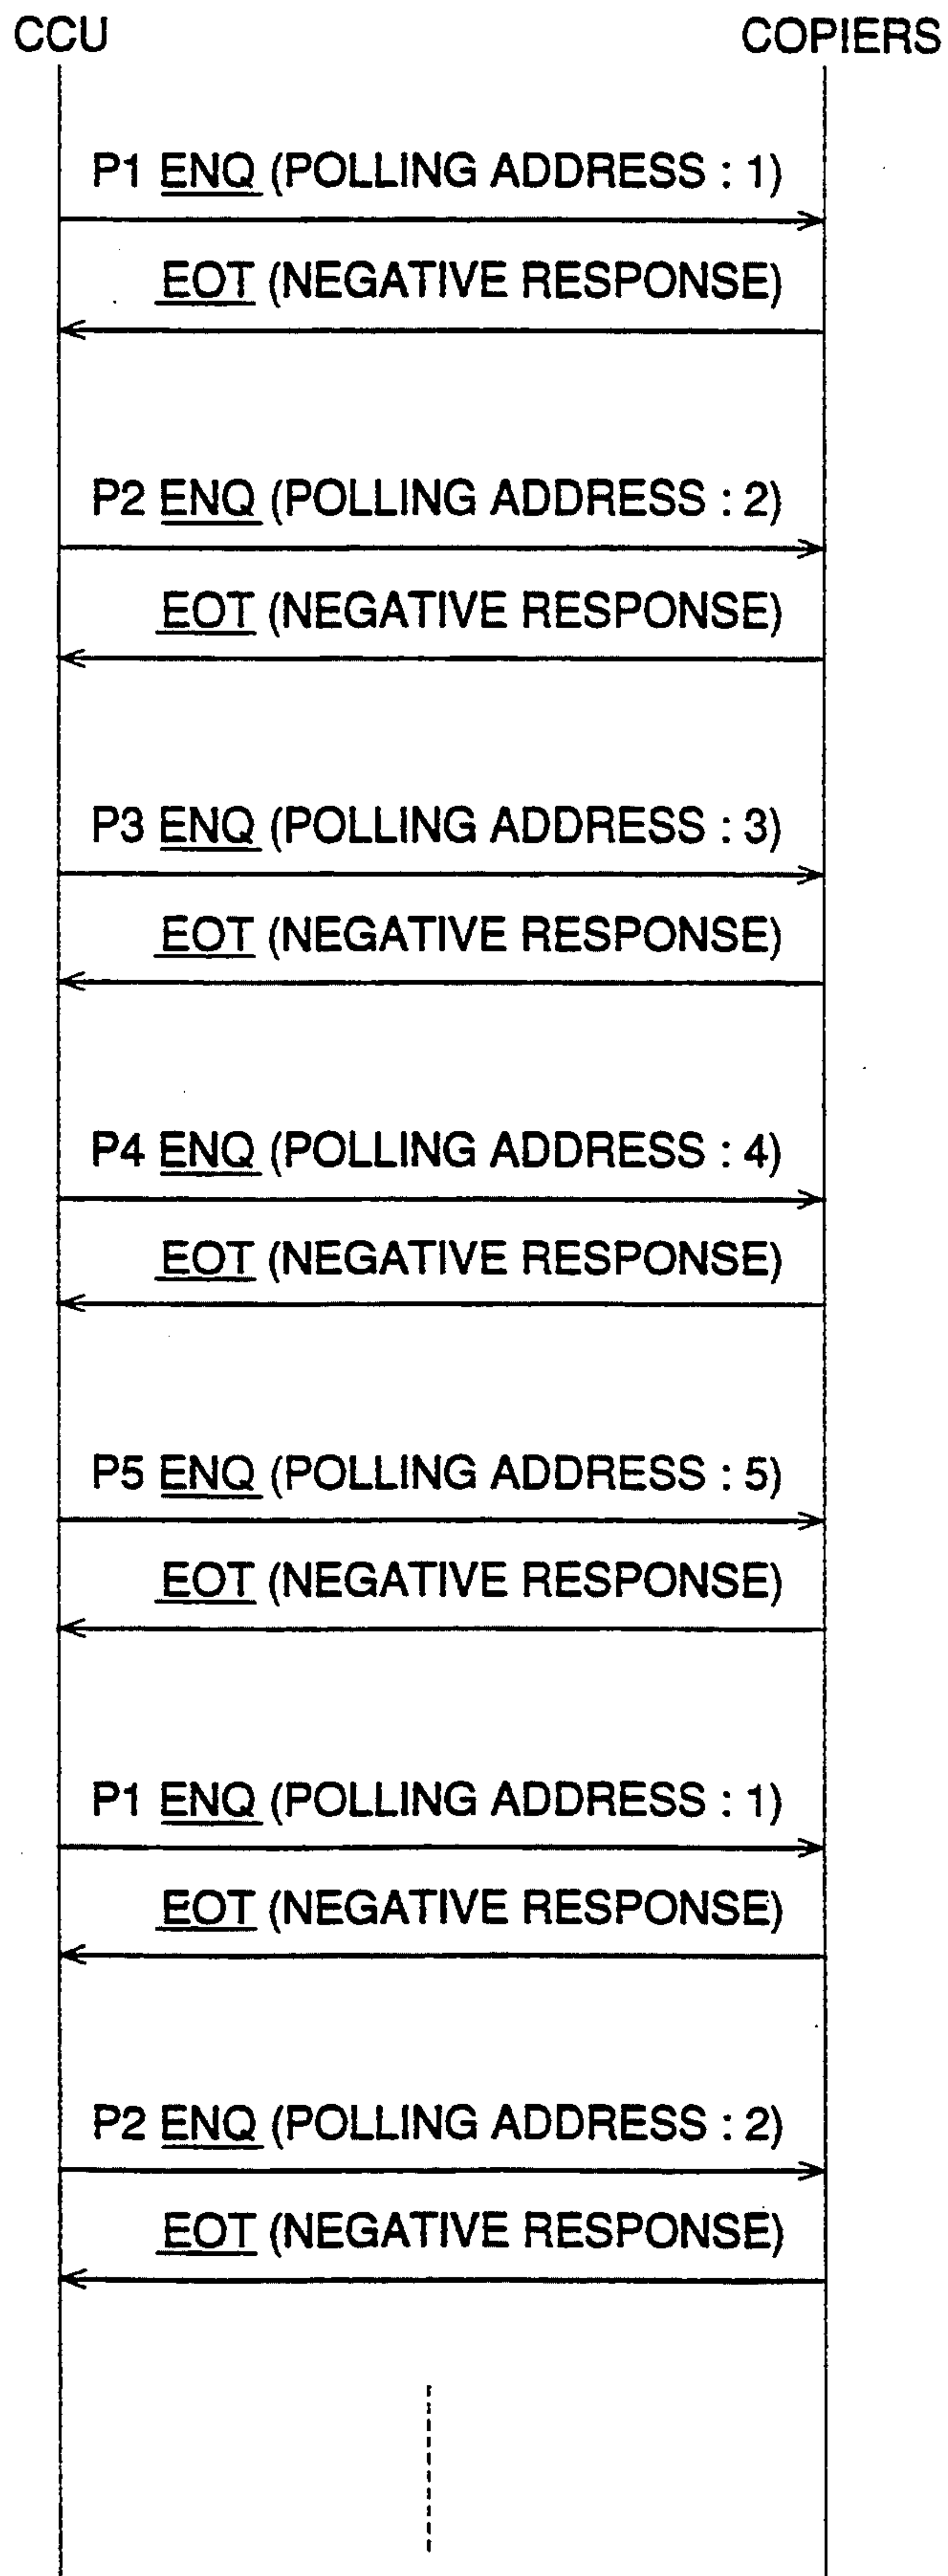 CCU COPIERS
P1 ENQ (POLLING ADDRESS : 1)
EOT (NEGATIVE RESPONSE)
P2 ENQ (POLLING ADDRESS : 2)
EOT (NEGATIVE RESPONSE)
P3 ENQ (POLLING ADDRESS : 3)
EOT (NEGATIVE RESPONSE)
P4 ENQ (POLLING ADDRESS : 4)
EOT (NEGATIVE RESPONSE)
P5 ENQ (POLLING ADDRESS : 5)
EOT (NEGATIVE RESPONSE)
P1 ENQ (POLLING ADDRESS : 1)
EOT (NEGATIVE RESPONSE)
P2 ENQ (POLLING ADDRESS : 2)
EOT (NEGATIVE RESPONSE)